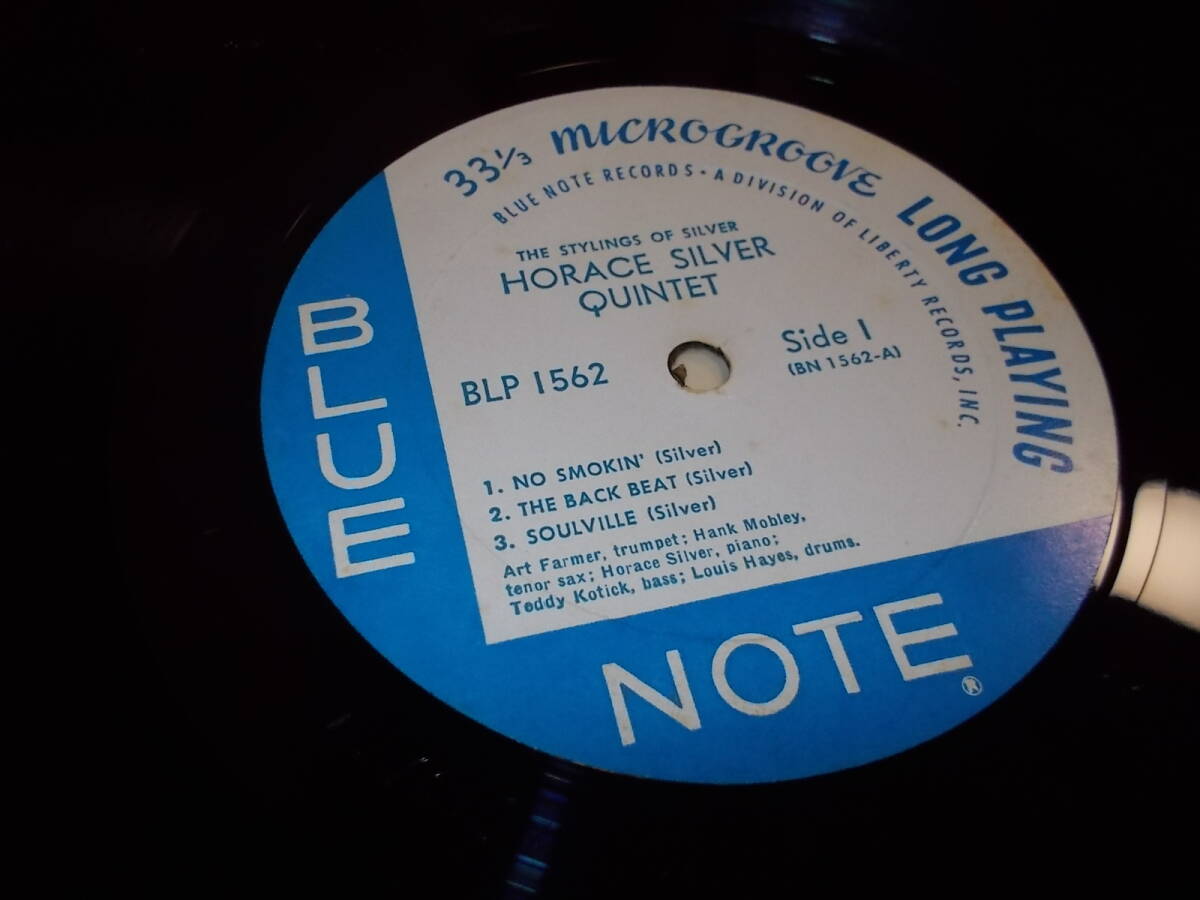 33⅓ MICROGROOVE LONG PLAYING
BLUE NOTE RECORDS • A DIVISION OF LIBERTY RECORDS, INC.
THE STYLINGS OF SILVER
HORACE SILVER
QUINTET
BLP 1562
Side 1
(BN 1562-A)
1. NO SMOKIN' (Silver)
2. THE BACK BEAT (Silver)
3. SOULVILLE (Silver)
Art Farmer, trumpet; Hank Mobley,
tenor sax; Horace Silver, piano;
Teddy Kotick, bass; Louis Hayes, drums.
BLUE
NOTE®